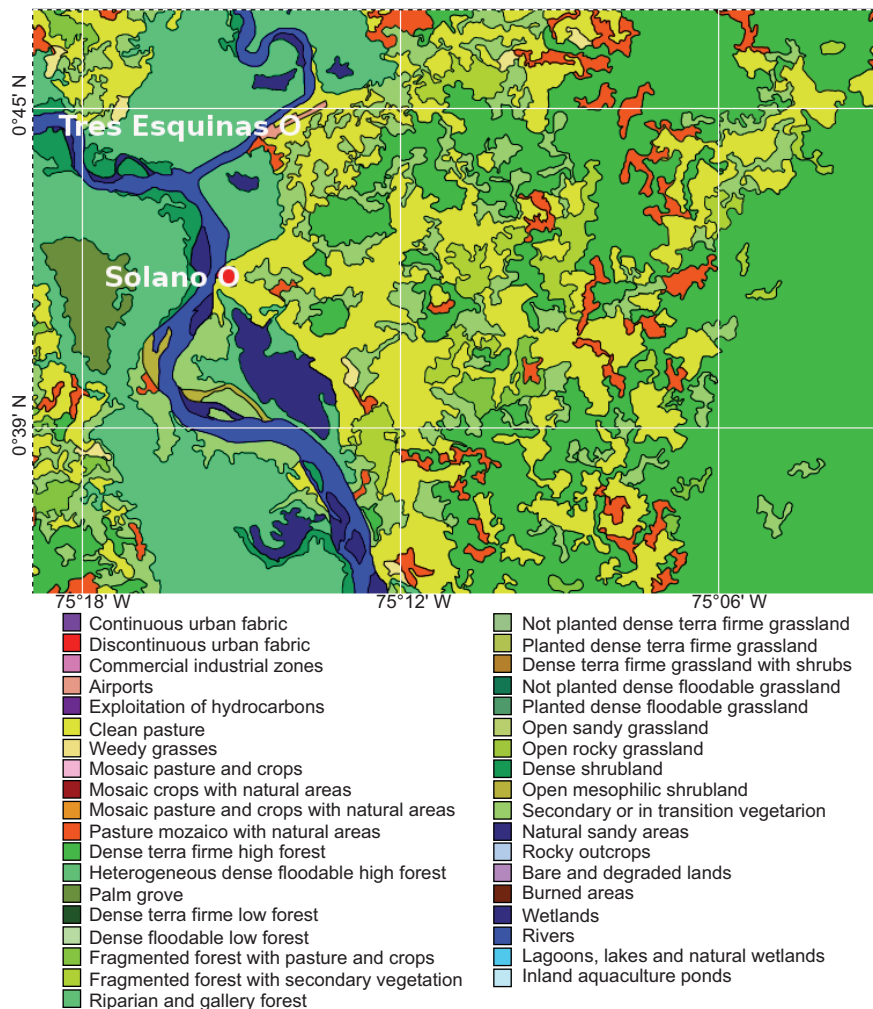 0°45' N
Tres Esquinas O
Solano O
0°39' N
75°18' W
75°12' W
75°06' W
Continuous urban fabric
Discontinuous urban fabric
Commercial industrial zones
Airports
Exploitation of hydrocarbons
Clean pasture
Weedy grasses
Mosaic pasture and crops
Mosaic crops with natural areas
Mosaic pasture and crops with natural areas
Pasture mozaico with natural areas
Dense terra firme high forest
Heterogeneous dense floodable high forest
Palm grove
Dense terra firme low forest
Dense floodable low forest
Fragmented forest with pasture and crops
Fragmented forest with secondary vegetation
Riparian and gallery forest
Not planted dense terra firme grassland
Planted dense terra firme grassland
Dense terra firme grassland with shrubs
Not planted dense floodable grassland
Planted dense floodable grassland
Open sandy grassland
Open rocky grassland
Dense shrubland
Open mesophilic shrubland
Secondary or in transition vegetarion
Natural sandy areas
Rocky outcrops
Bare and degraded lands
Burned areas
Wetlands
Rivers
Lagoons, lakes and natural wetlands
Inland aquaculture ponds